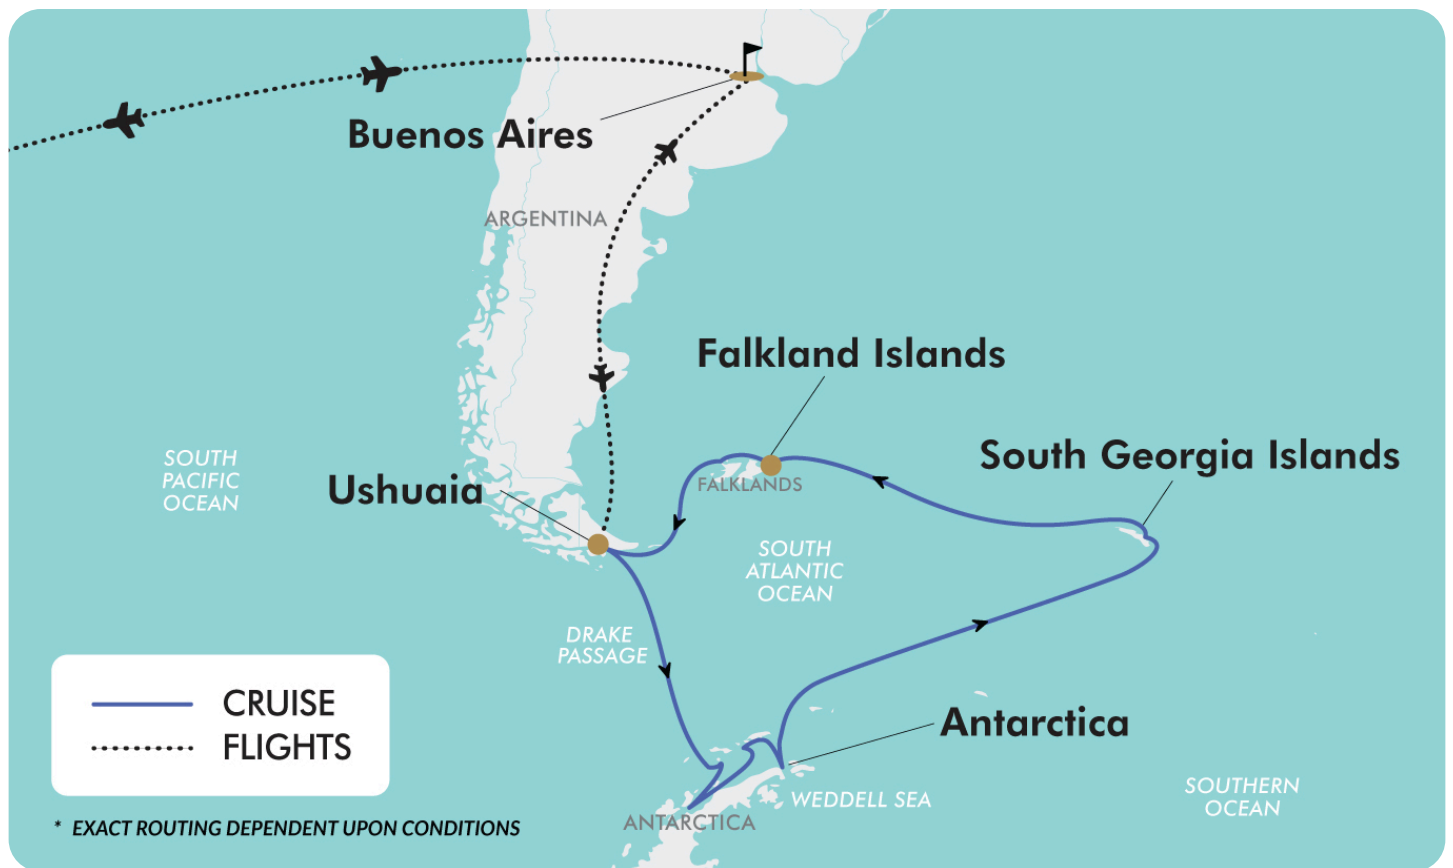 Buenos Aires
ARGENTINA
Falkland Islands
South Georgia Islands
SOUTH
PACIFIC
OCEAN
Ushuaia
FALKLANDS
SOUTH
ATLANTIC
OCEAN
DRAKE
PASSAGE
CRUISE
FLIGHTS
Antarctica
WEDDELL SEA
SOUTHERN
OCEAN
ANTARCTICA
* EXACT ROUTING DEPENDENT UPON CONDITIONS